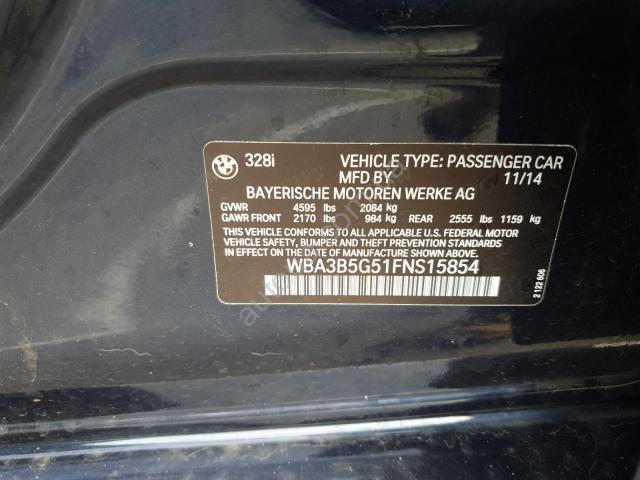 BMW
328i VEHICLE TYPE: PASSENGER CAR
MFD BY 11/14
BAYERISCHE MOTOREN WERKE AG
GVWR 4595 lbs 2084 kg
GAWR FRONT 2170 lbs 984 kg REAR 2555 lbs 1159 kg
THIS VEHICLE CONFORMS TO ALL APPLICABLE U.S. FEDERAL MOTOR
VEHICLE SAFETY, BUMPER AND THEFT PREVENTION STANDARDS
IN EFFECT ON THE DATE OF MANUFACTURE SHOWN ABOVE.
WBA3B5G51FNS15854
2 122 606